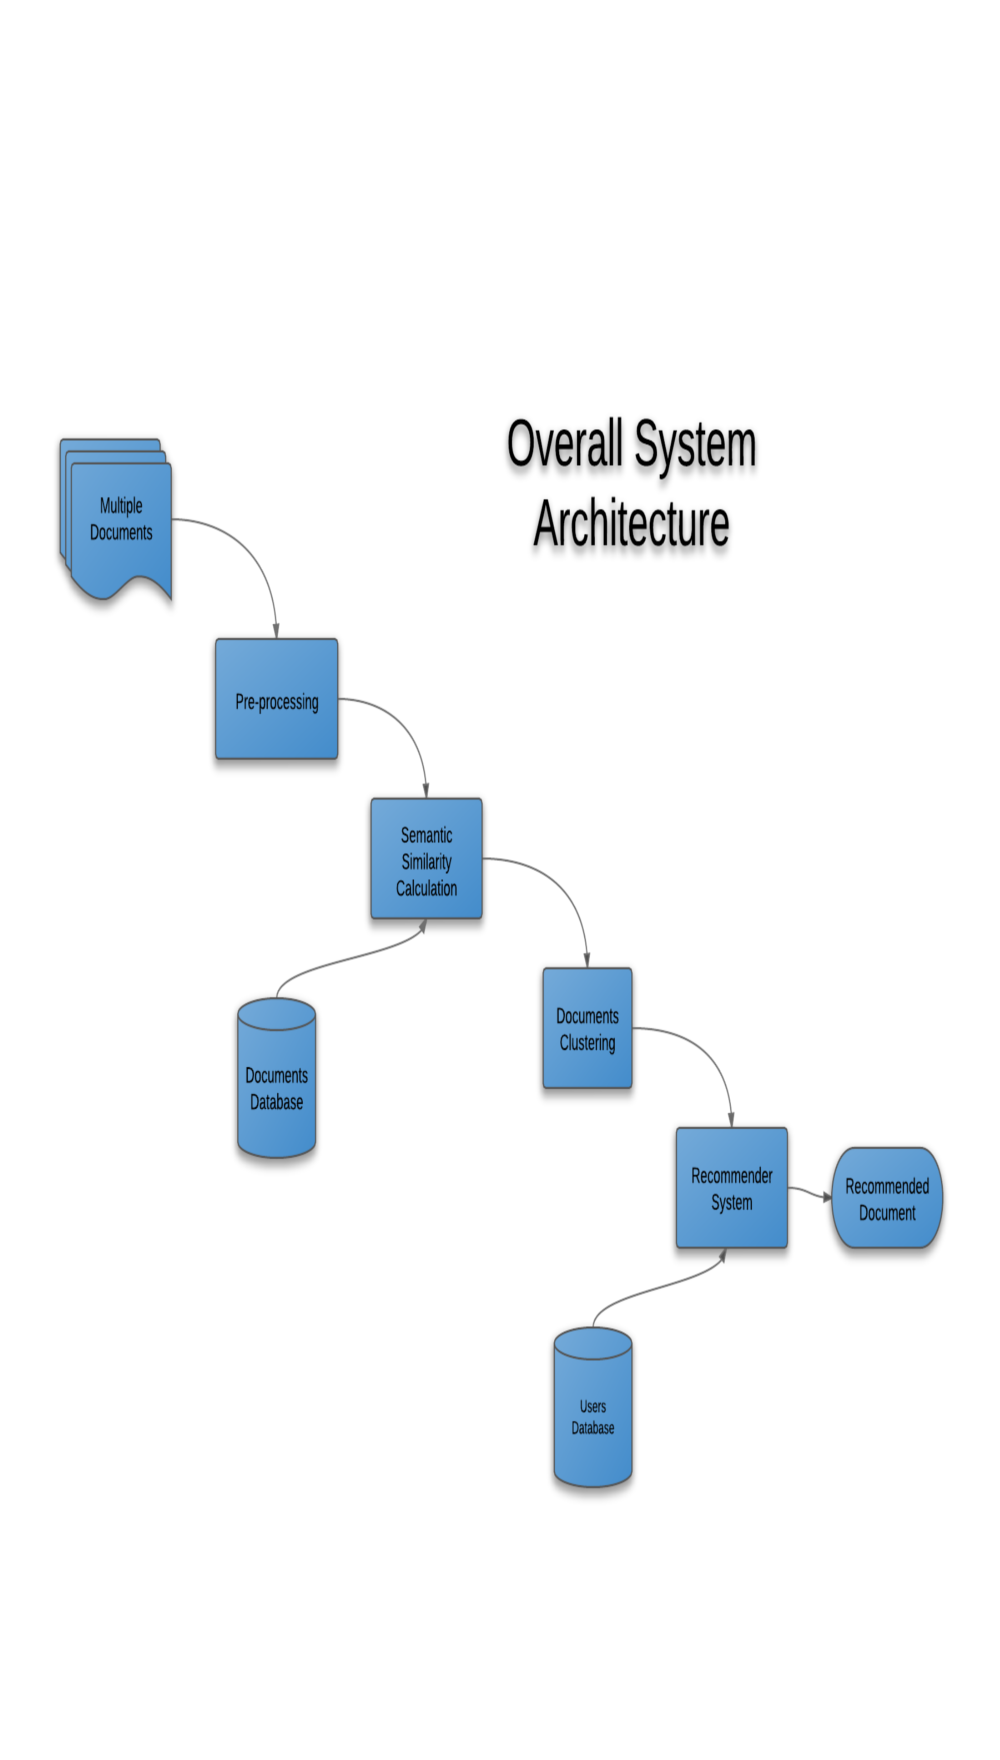 Overall System
Architecture
Multiple
Documents
Pre-processing
Semantic
Similarity
Calculation
Documents
Clustering
Documents
Database
Recommender
System
Recommended
Document
Users
Database